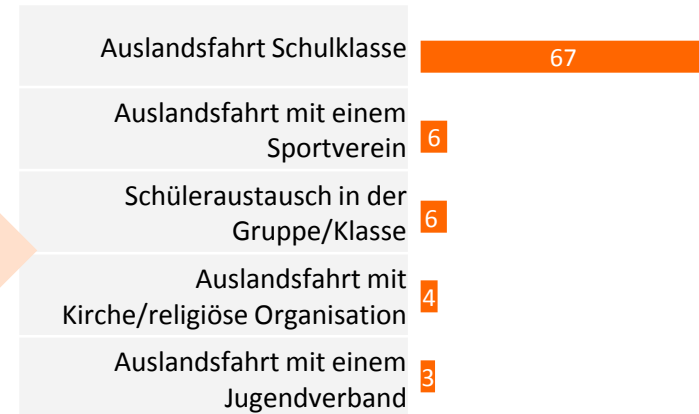 Auslandsfahrt Schulklasse 67
Auslandsfahrt mit einem
Sportverein 6
Schüleraustausch in der
Gruppe/Klasse 6
Auslandsfahrt mit
Kirche/religiöse Organisation 4
Auslandsfahrt mit einem
Jugendverband 3